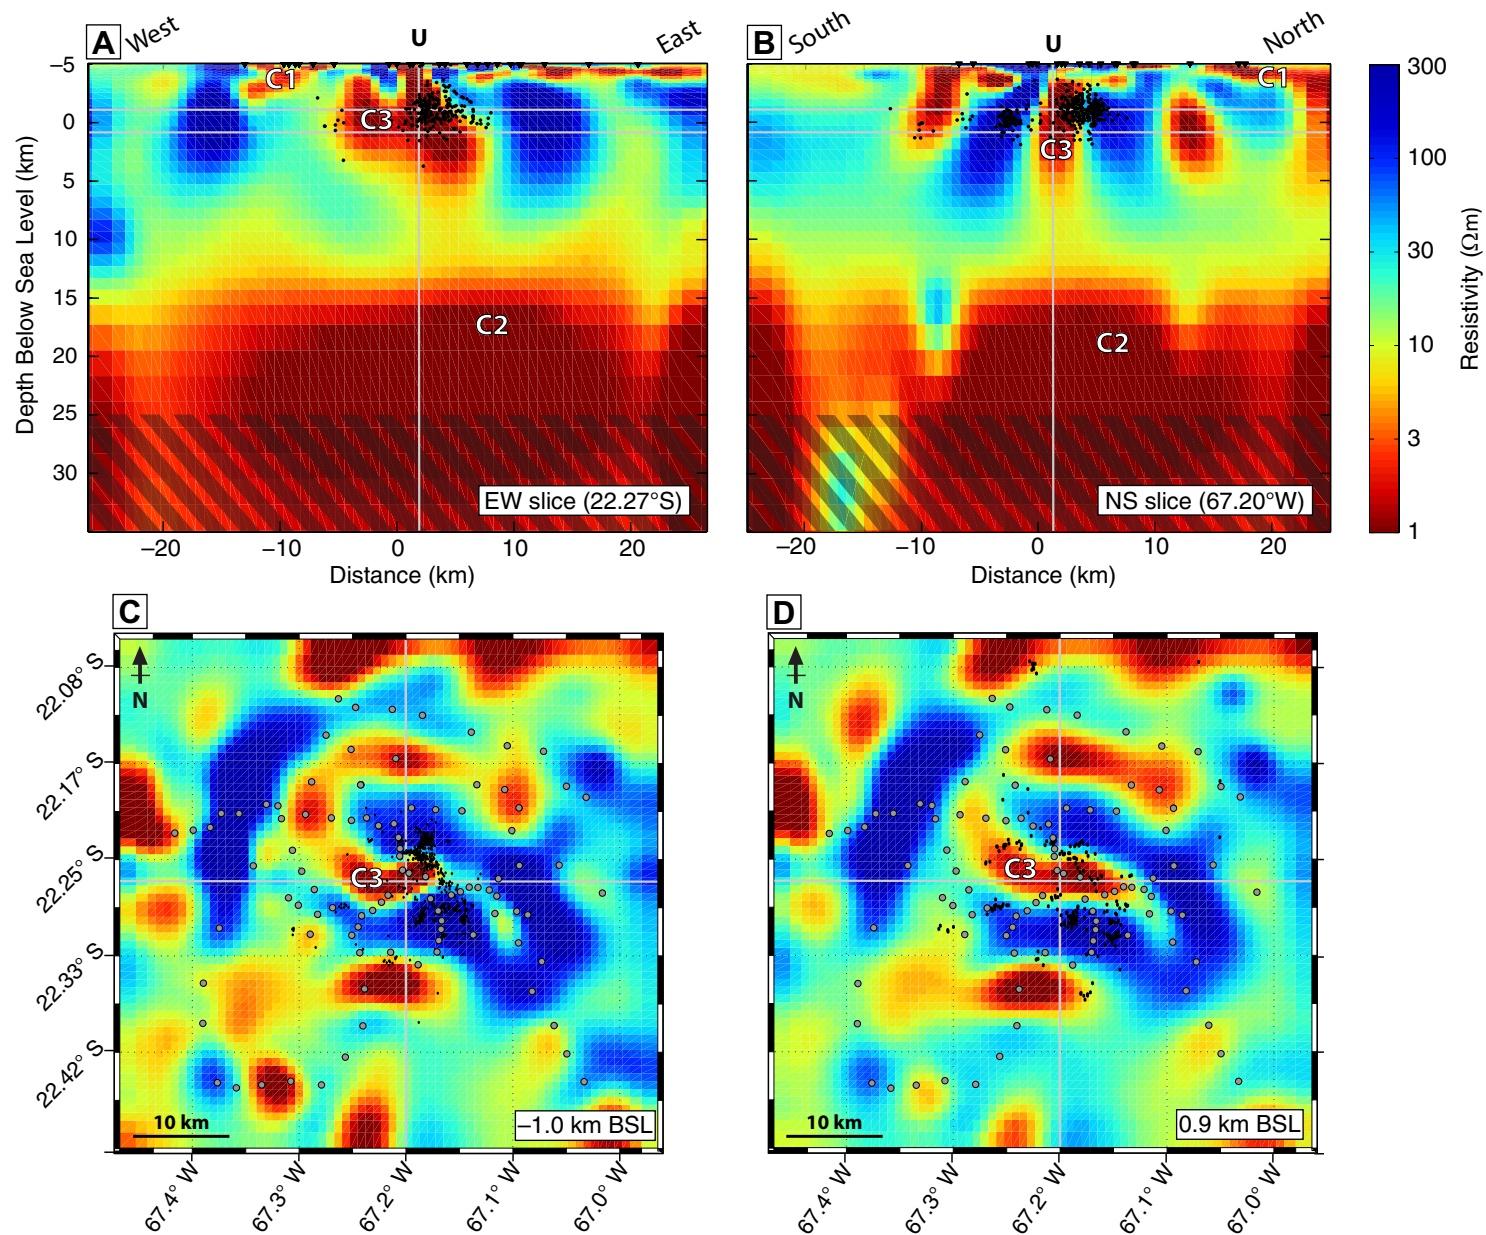 A West U East
B South U North
−5
0
5
10
15
20
25
30
Depth Below Sea Level (km)
C1
C3
C2
EW slice (22.27°S)
−20 −10 0 10 20
Distance (km)
C1
C3
C2
NS slice (67.20°W)
−20 −10 0 10 20
Distance (km)
300
100
30
10
3
1
Resistivity (Ωm)
C
N
22.08° S
22.17° S
22.25° S
22.33° S
22.42° S
C3
10 km
−1.0 km BSL
67.4° W 67.3° W 67.2° W 67.1° W 67.0° W
D
N
C3
10 km
0.9 km BSL
67.4° W 67.3° W 67.2° W 67.1° W 67.0° W